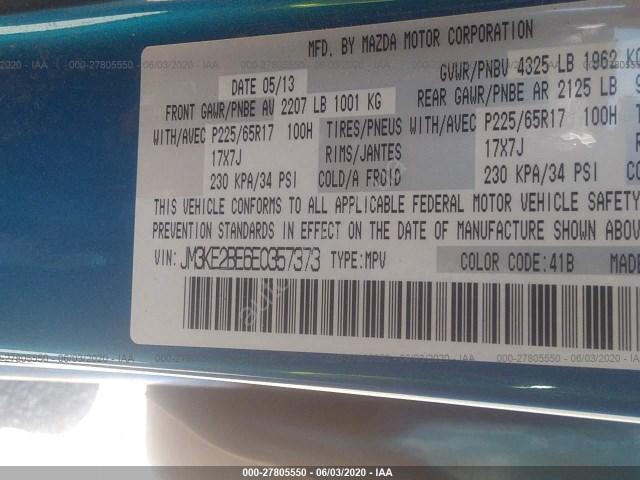 MFD. BY MAZDA MOTOR CORPORATION
DATE 05/13
GVWR/PNBV 4325 LB 1962 KG
FRONT GAWR/PNBE AV 2207 LB 1001 KG
REAR GAWR/PNBE AR 2125 LB
WITH/AVEC P225/65R17 100H TIRES/PNEUS WITH/AVEC P225/65R17 100H
17X7J RIMS/JANTES 17X7J
230 KPA/34 PSI COLD/A FROID 230 KPA/34 PSI
THIS VEHICLE CONFORMS TO ALL APPLICABLE FEDERAL MOTOR VEHICLE SAFETY
PREVENTION STANDARDS IN EFFECT ON THE DATE OF MANUFACTURE SHOWN ABOVE
VIN: JM3KE2BE6E0357373 TYPE:MPV COLOR CODE:41B MADE
000-27805550 - 06/03/2020 - IAA